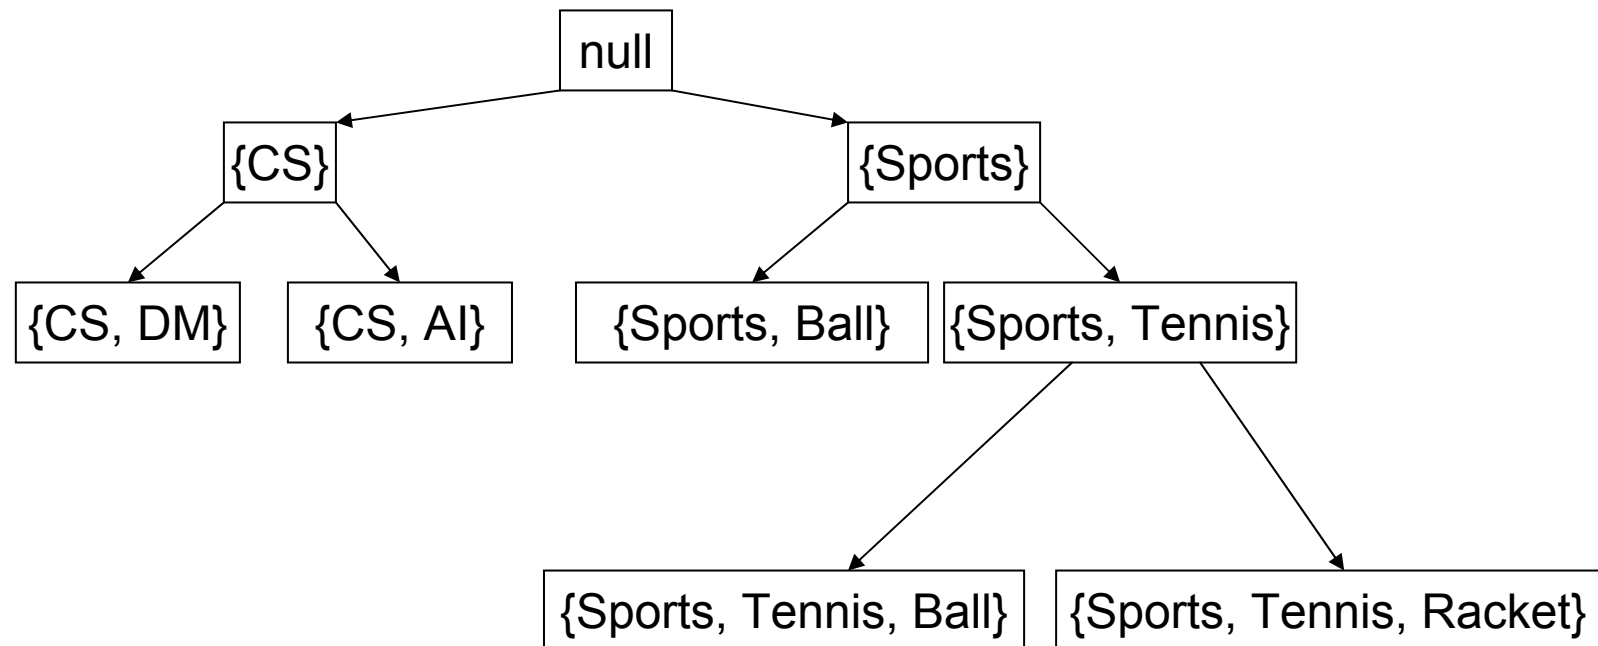 null
{CS}
{Sports}
{CS, DM}
{CS, AI}
{Sports, Ball}
{Sports, Tennis}
{Sports, Tennis, Ball}
{Sports, Tennis, Racket}